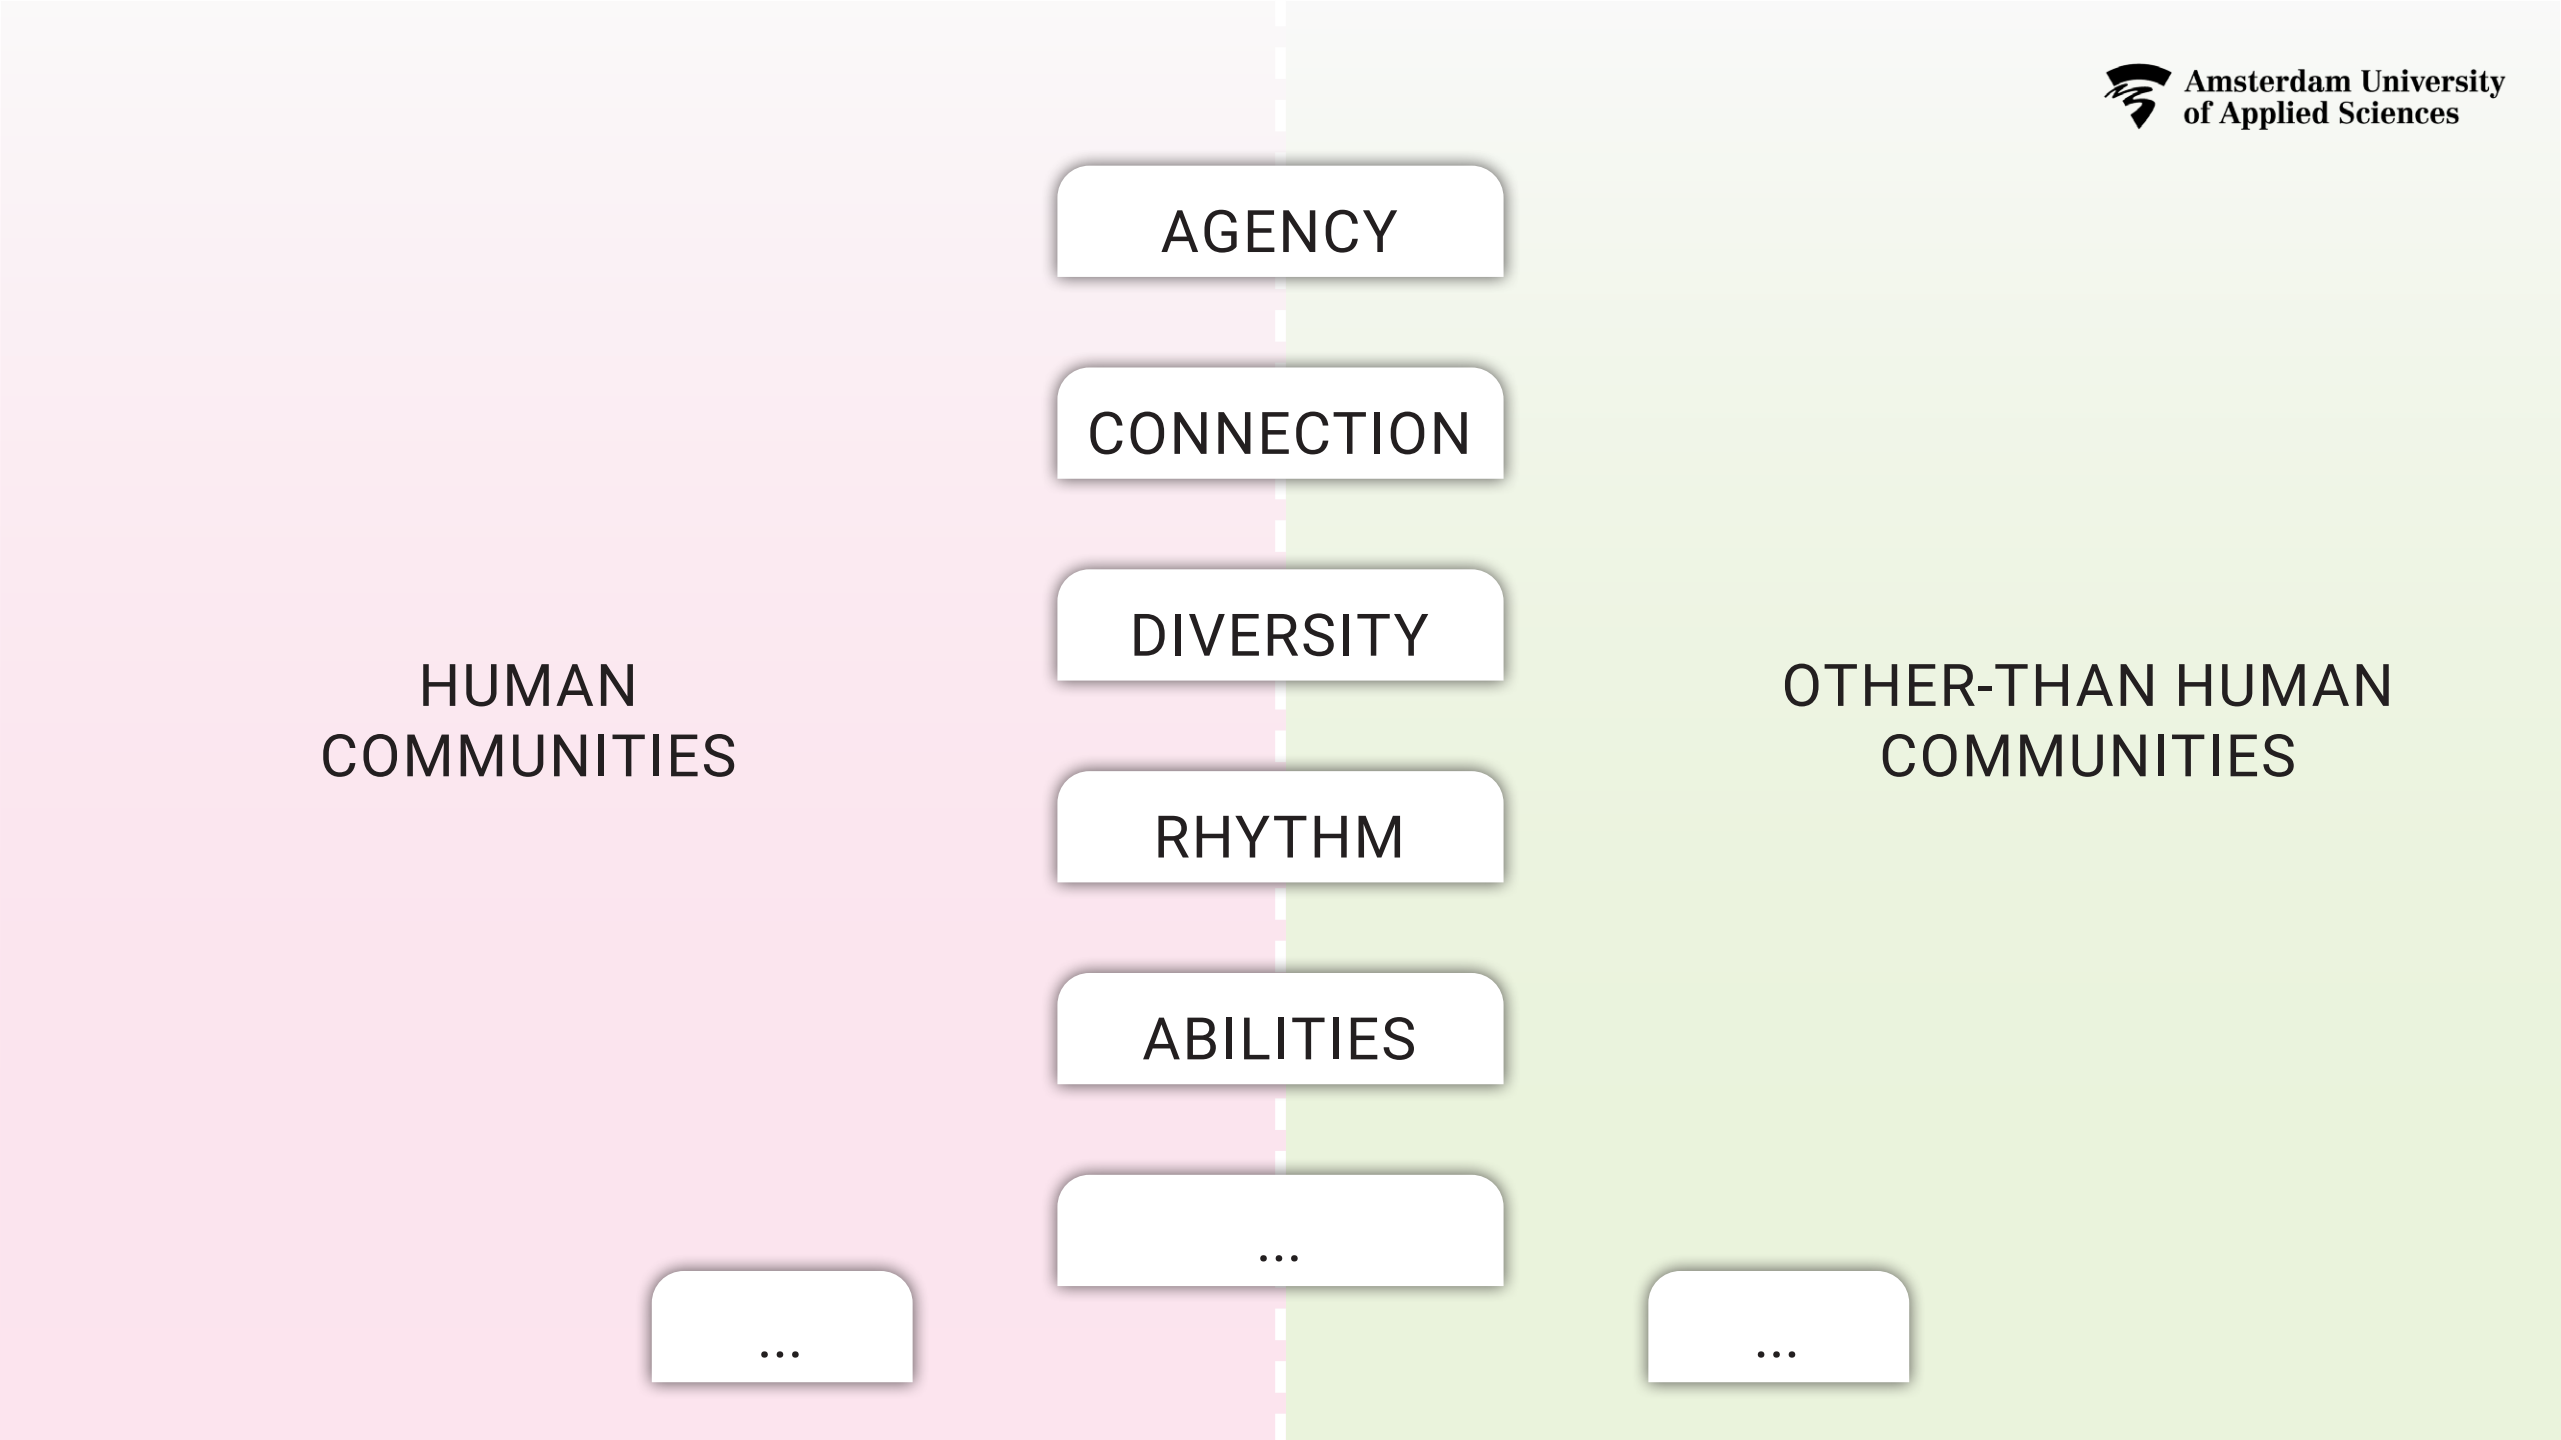 Amsterdam University
of Applied Sciences
AGENCY
CONNECTION
DIVERSITY
HUMAN
COMMUNITIES
OTHER-THAN HUMAN
COMMUNITIES
RHYTHM
ABILITIES
...
...
...